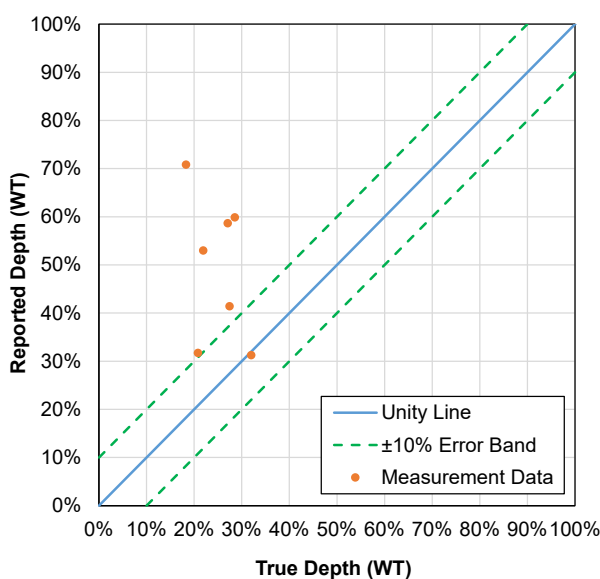 100%
90%
80%
70%
60%
50%
40%
30%
20%
10%
0%
Reported Depth (WT)
Unity Line
±10% Error Band
Measurement Data
0% 10% 20% 30% 40% 50% 60% 70% 80% 90% 100%
True Depth (WT)